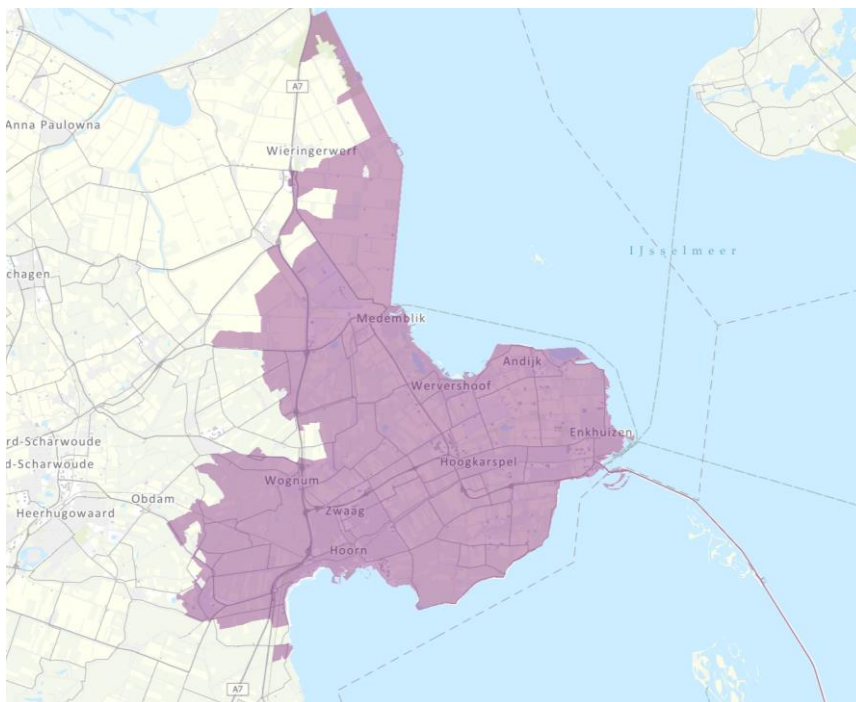 A7
Anna Paulowna
Wieringerwerf
IJsselmeer
chagen
Medemblik
Andijk
Wervershoof
Enkhuizen
rd-Scharwoude
Hoogkarspel
d-Scharwoude
Wognum
Obdam
Zwaag
Heerhugowaard
Hoorn
A7